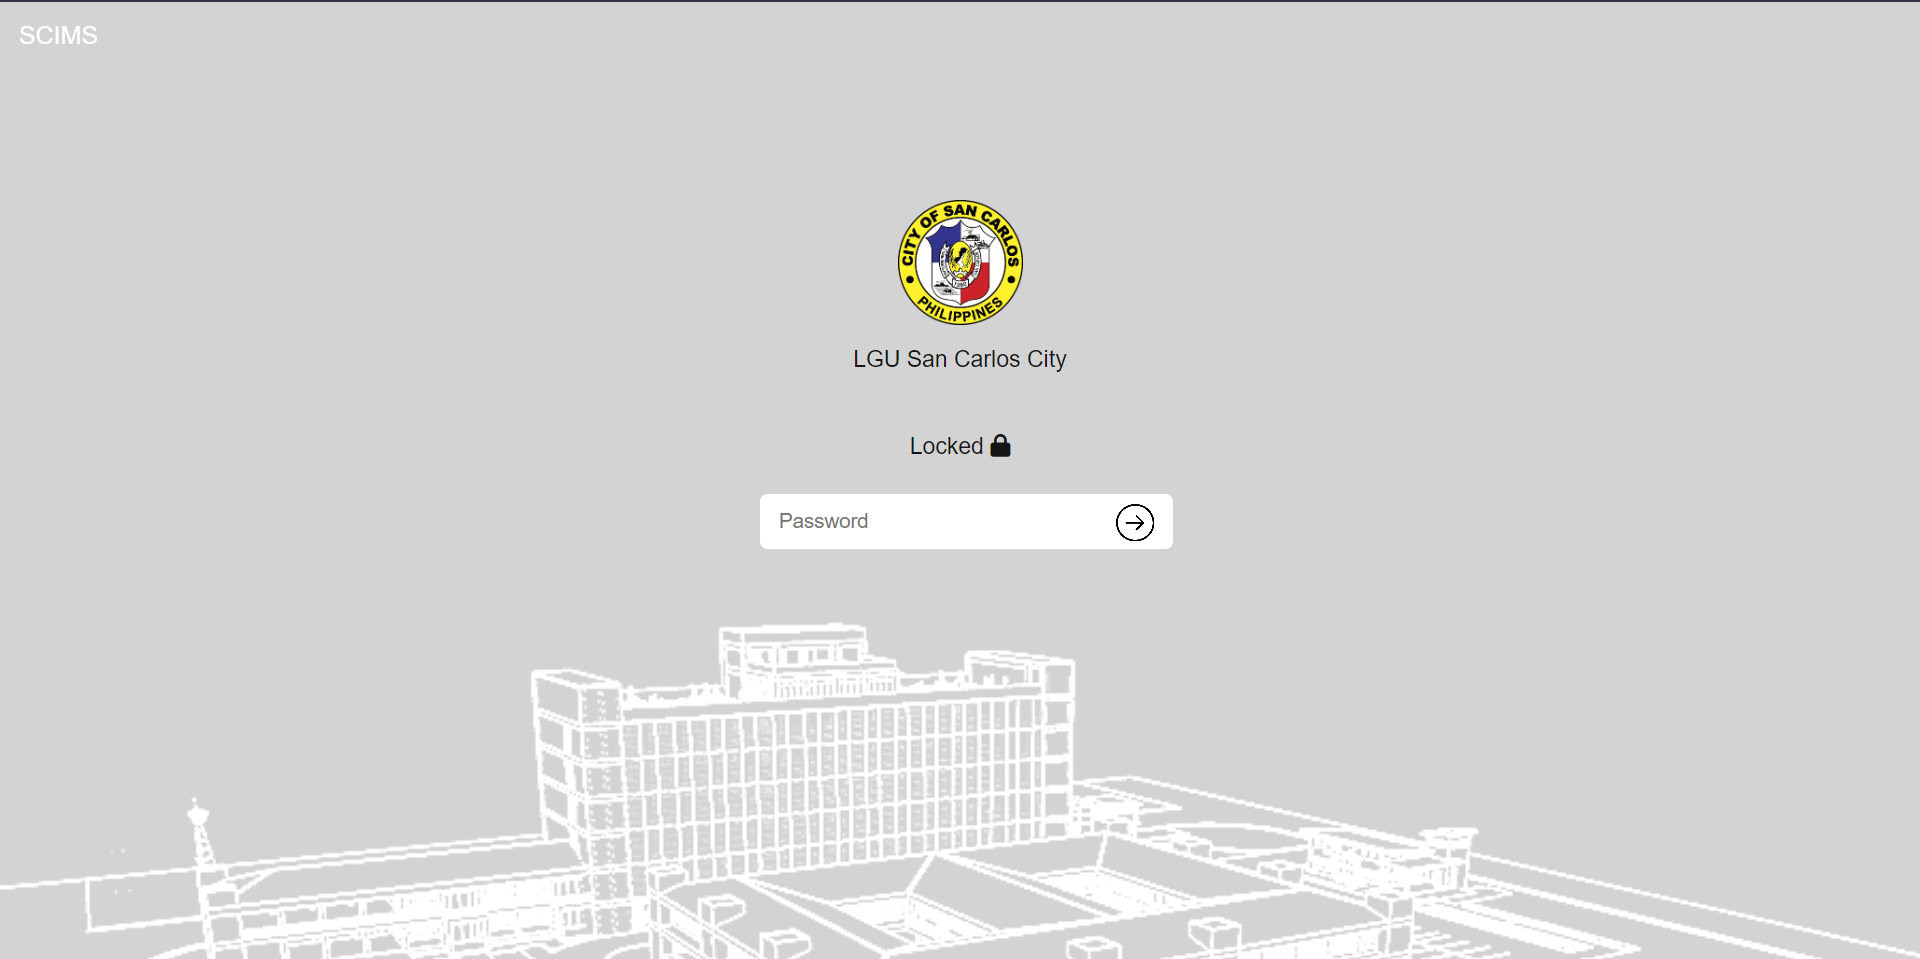 SCIMS
CITY OF SAN CARLOS
PHILIPPINES
LGU San Carlos City
Locked
Password